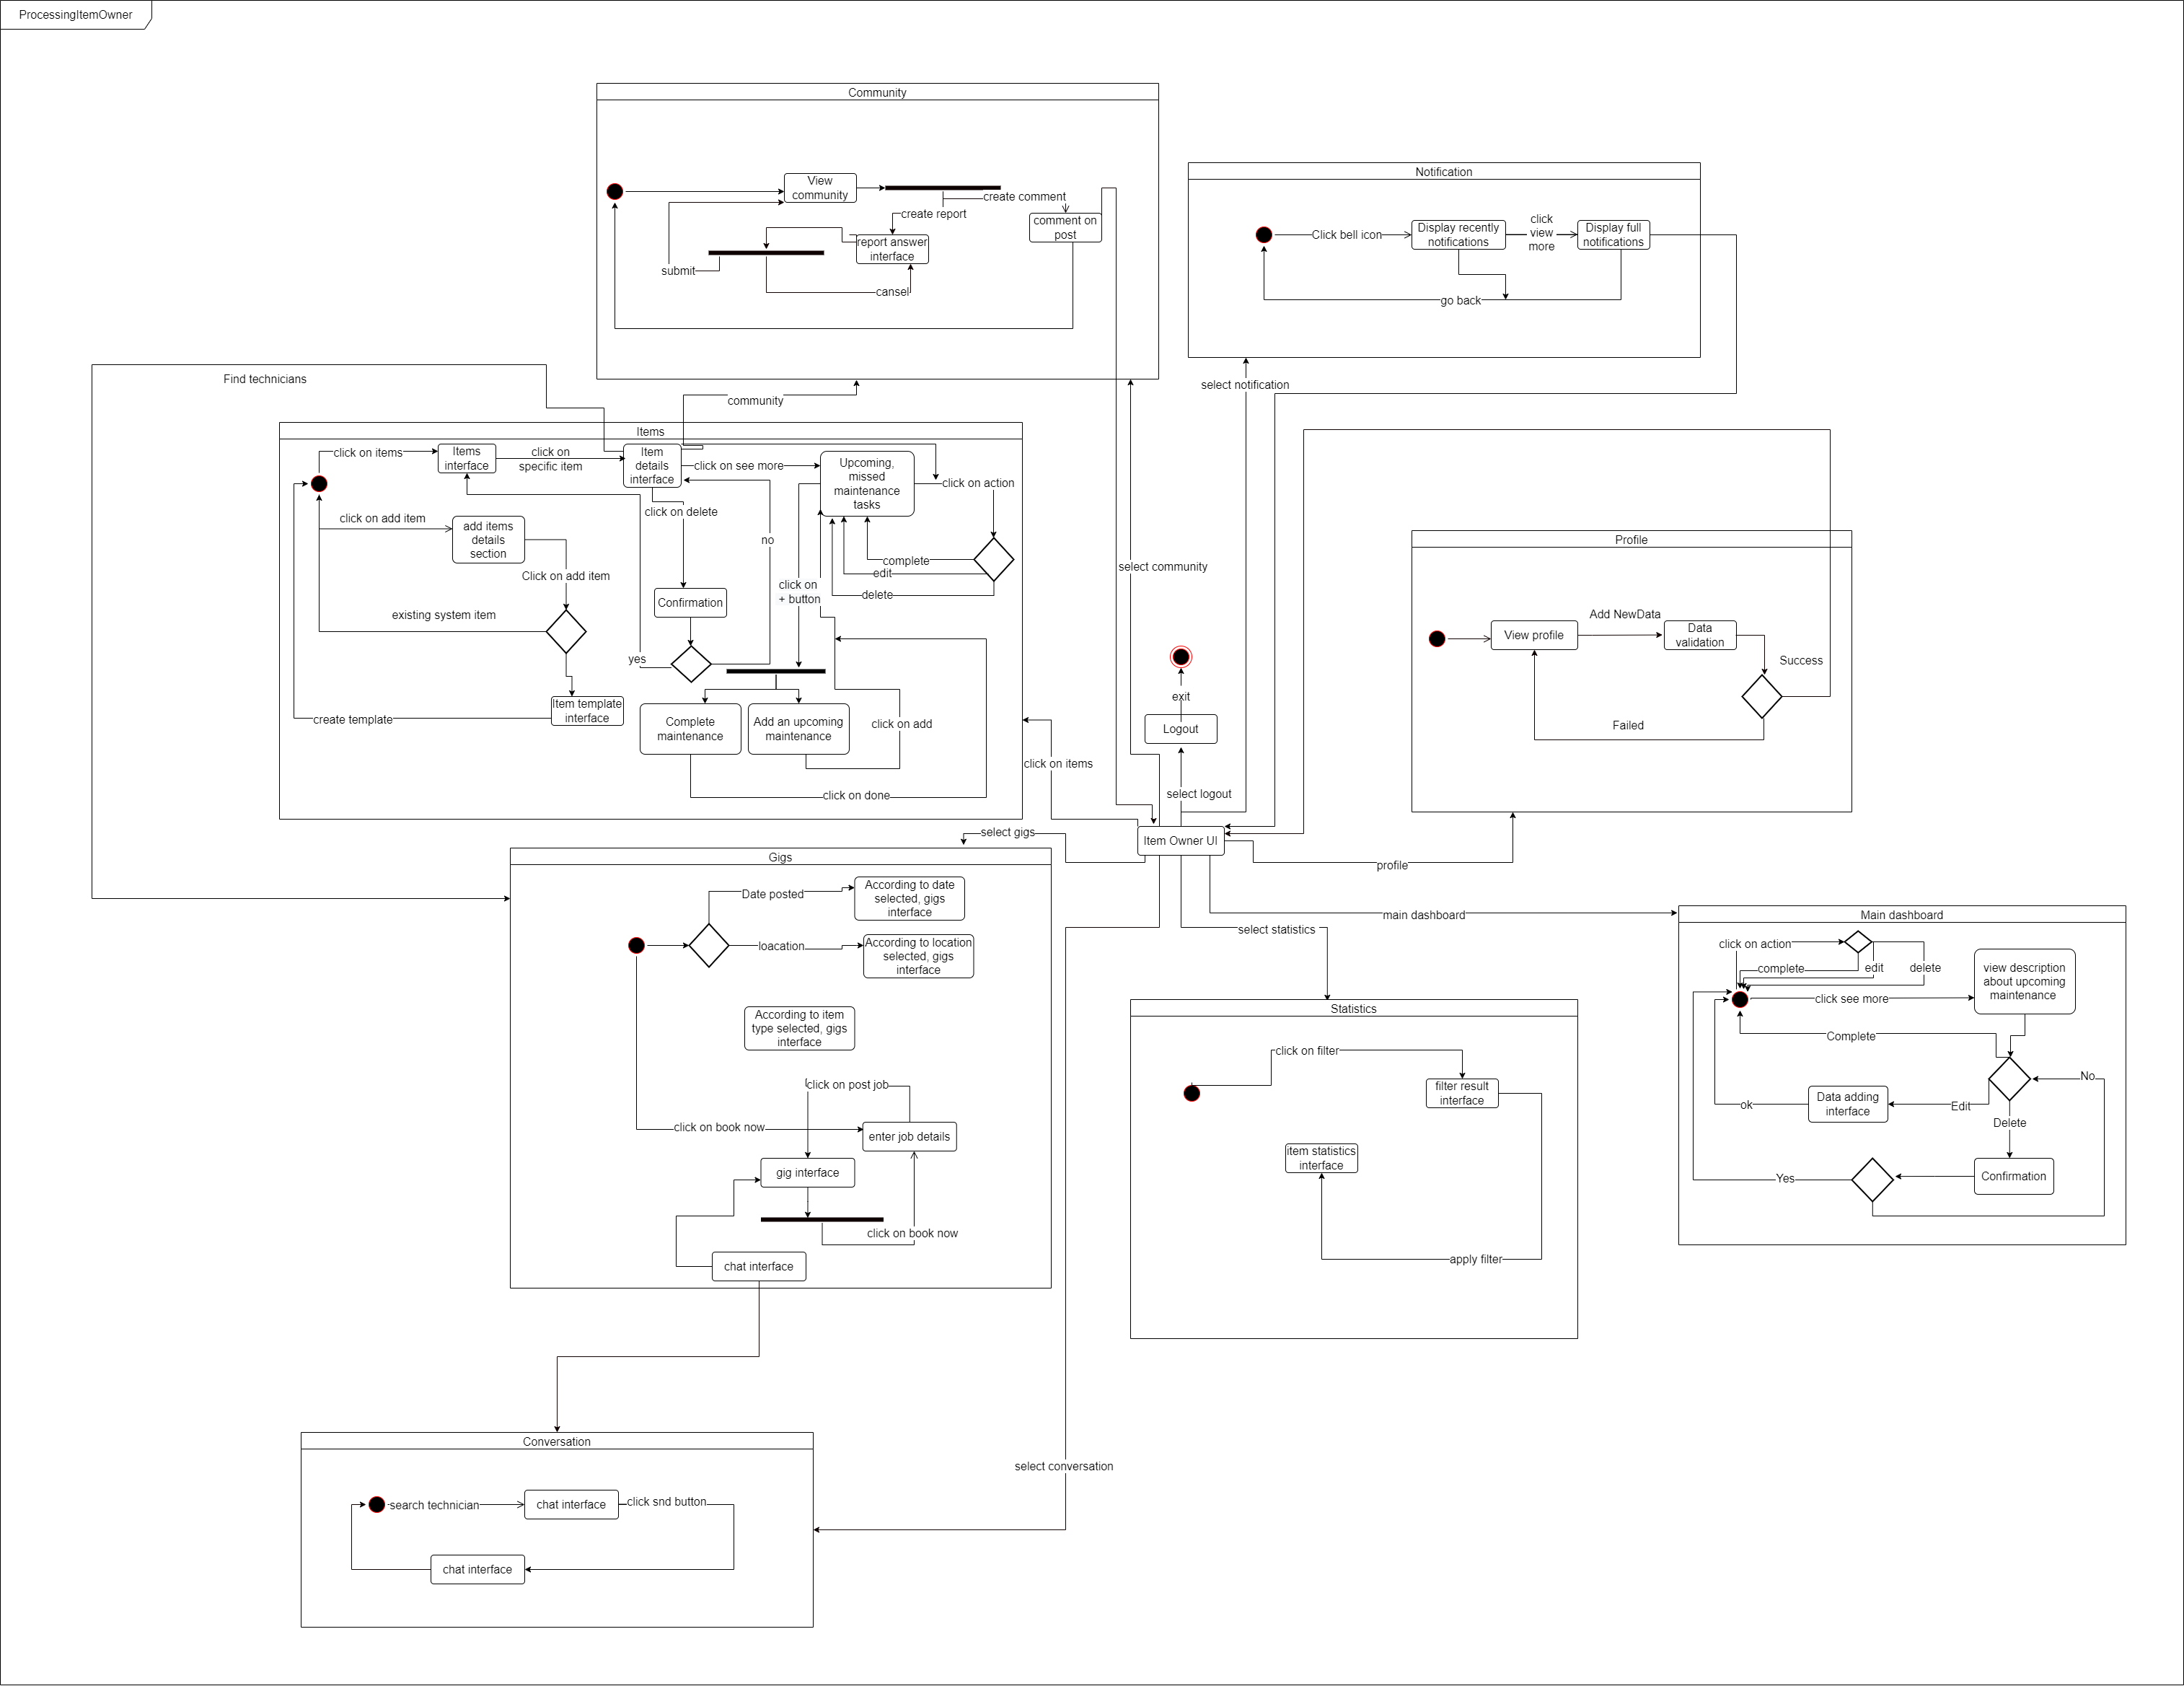 ProcessingItemOwner
Community
View
community
create comment
create report
comment on
post
report answer
interface
submit
cansel
Notification
Click bell icon
Display recently
notifications
click
view
more
Display full
notifications
go back
Find technicians
community
select notification
Items
click on items
Items
interface
click on
specific item
Item
details
interface
click on see more
Upcoming,
missed
maintenance
tasks
click on action
click on delete
click on add item
add items
details
section
no
complete
edit
delete
Click on add item
click on
+ button
Confirmation
existing system item
yes
Item template
interface
create template
Complete
maintenance
Add an upcoming
maintenance
click on add
click on done
click on items
select community
exit
Logout
select logout
Item Owner UI
select gigs
profile
main dashboard
select statistics
select conversation
Profile
View profile
Add NewData
Data
validation
Success
Failed
Gigs
Date posted
According to date
selected, gigs
interface
loacation
According to location
selected, gigs
interface
According to item
type selected, gigs
interface
click on post job
click on book now
enter job details
gig interface
click on book now
chat interface
Main dashboard
click on action
complete
edit
delete
view description
about upcoming
maintenance
click see more
Complete
No
Data adding
interface
ok
Edit
Delete
Yes
Confirmation
Statistics
click on filter
filter result
interface
item statistics
interface
apply filter
Conversation
search technician
chat interface
click snd button
chat interface